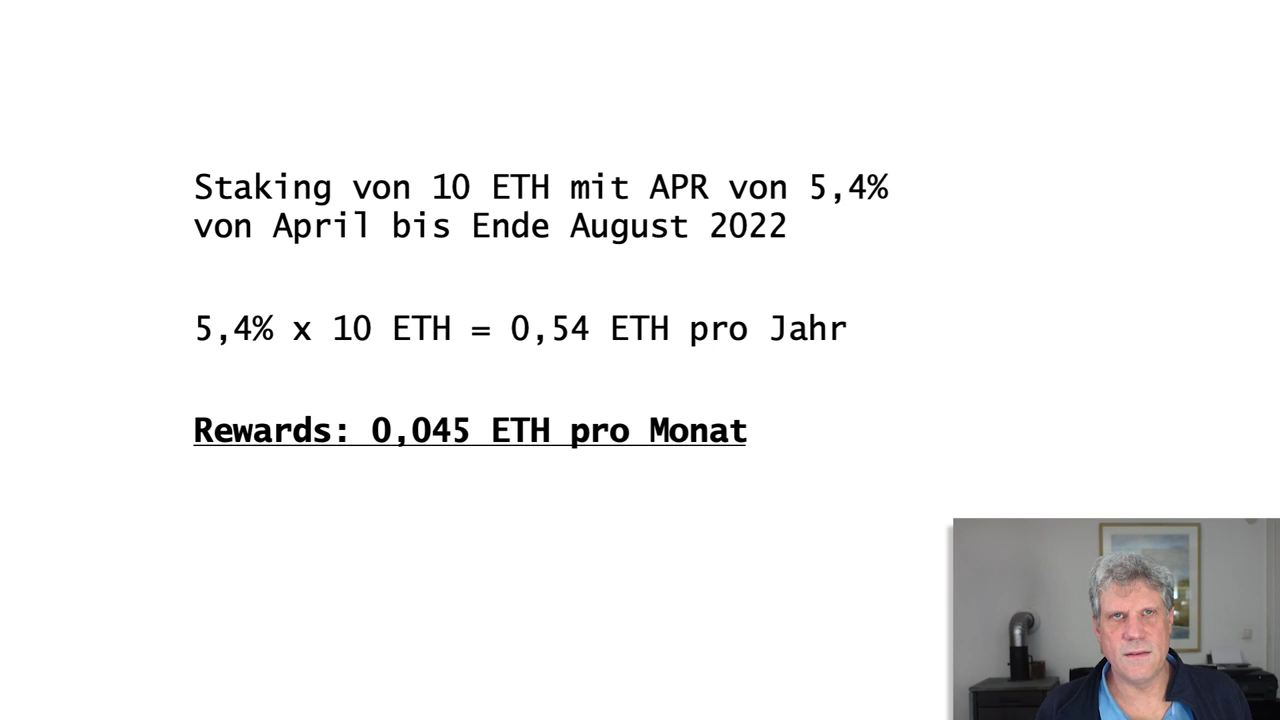 Staking von 10 ETH mit APR von 5,4%
von April bis Ende August 2022
5,4% x 10 ETH = 0,54 ETH pro Jahr
Rewards: 0,045 ETH pro Monat